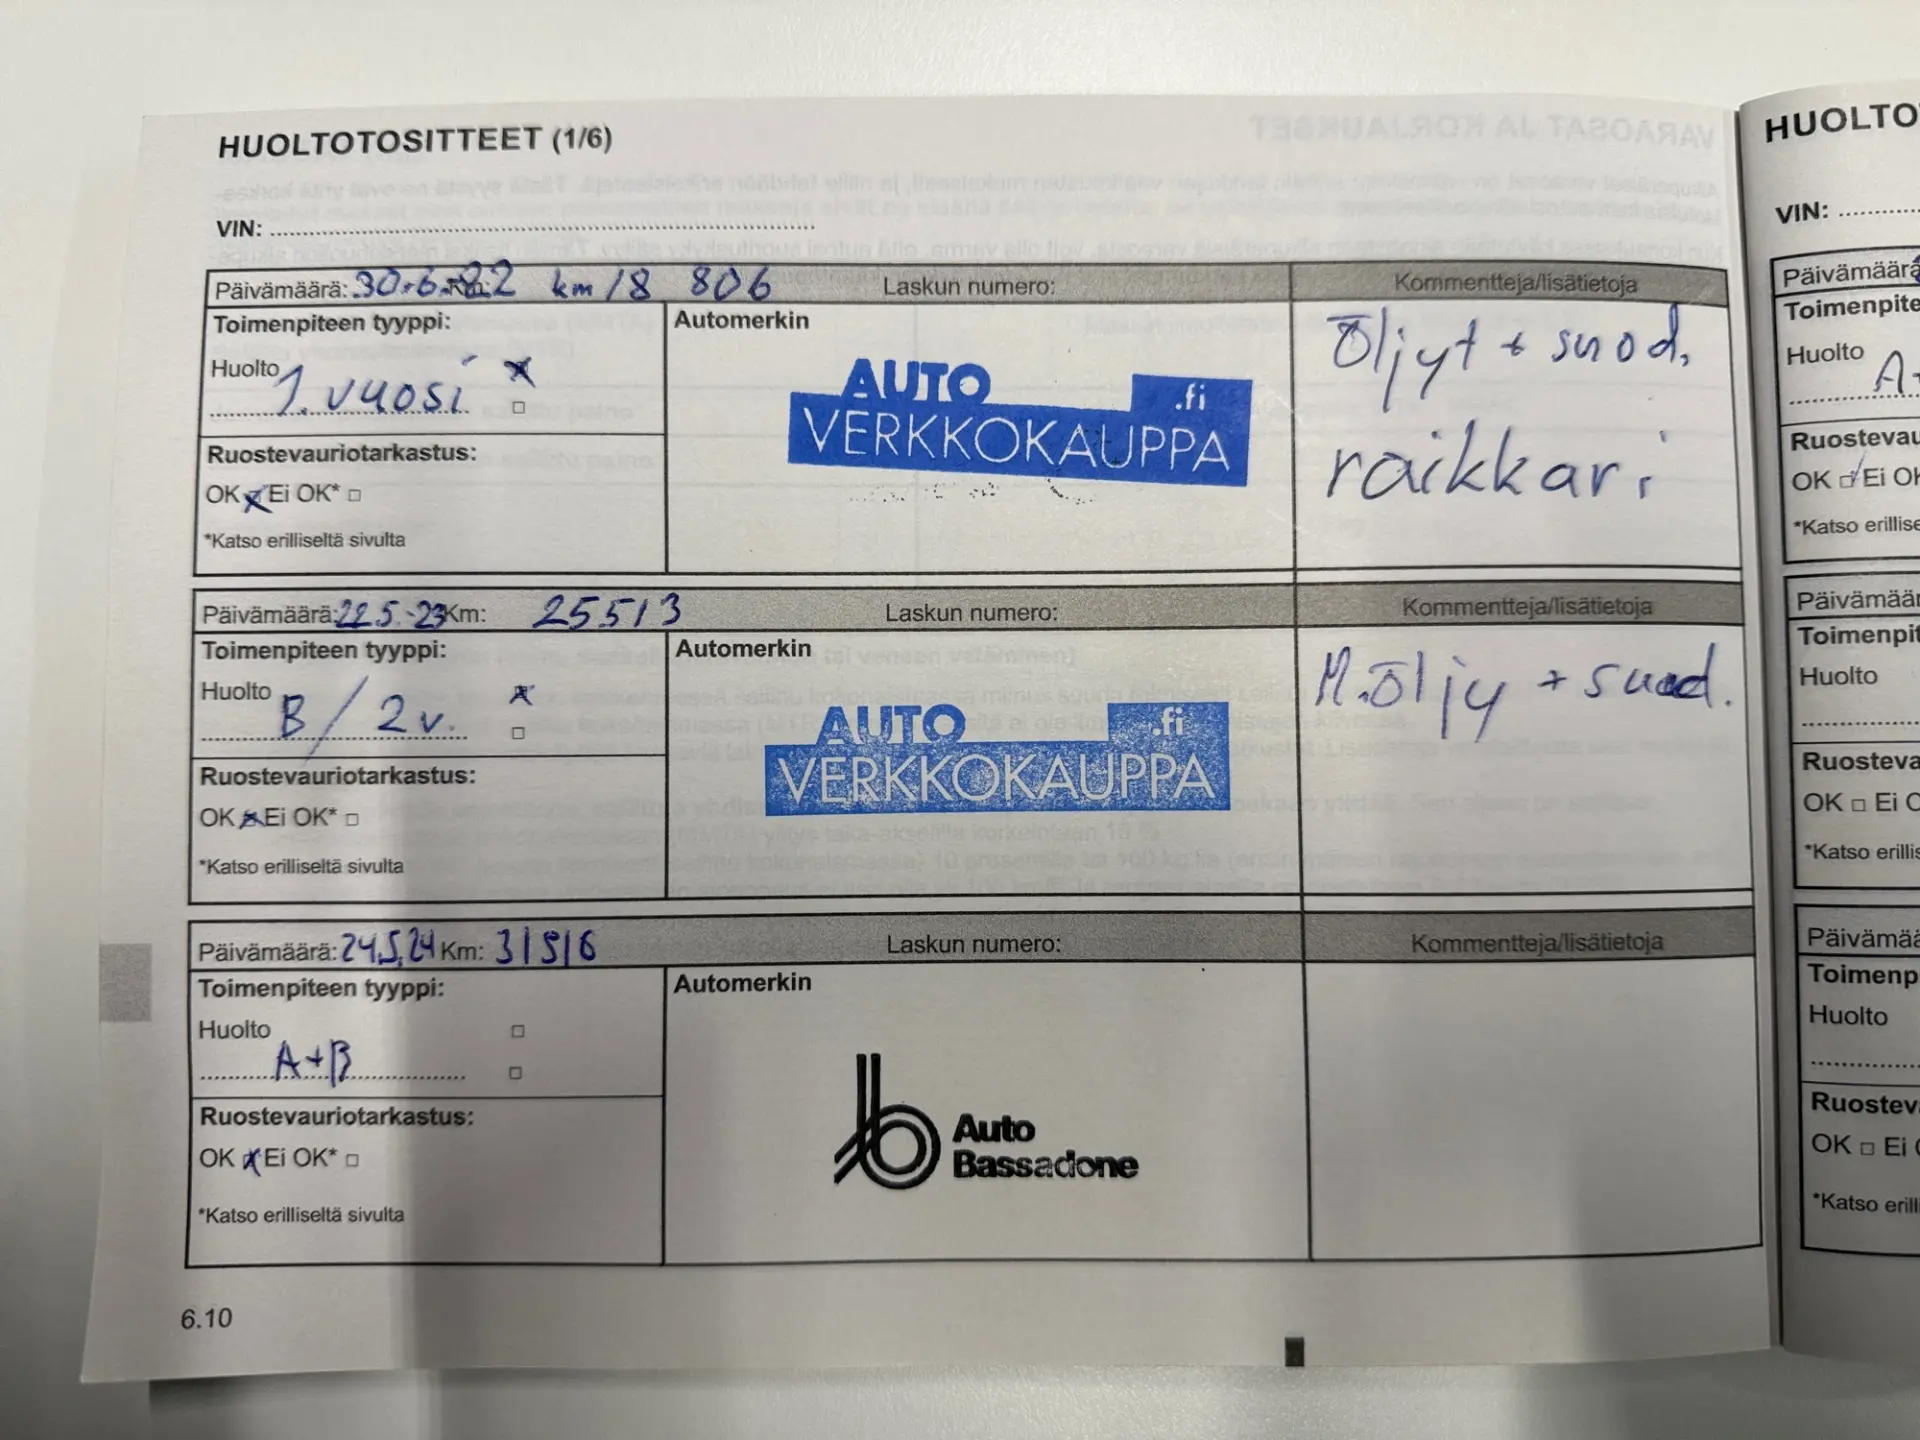 HUOLTOTOSITTEET (1/6)
VIN:
Päivämäärä: 30.6.22 km 18 806 Laskun numero: Kommentteja/lisätietoja
Toimenpiteen tyyppi: Automerkin
Huolto
1. vuosi
AUTO
VERKKOKAUPPA .fi
Öljyt + suod.
raikkari
Ruostevauriotarkastus:
OK Ei OK*
*Katso erilliseltä sivulta
Päivämäärä: 22.5.-23 Km: 25513 Laskun numero: Kommentteja/lisätietoja
Toimenpiteen tyyppi: Automerkin
Huolto
B / 2v.
AUTO
VERKKOKAUPPA .fi
M.öljy + suod.
Ruostevauriotarkastus:
OK Ei OK*
*Katso erilliseltä sivulta
Päivämäärä: 24.5.24 Km: 31516 Laskun numero: Kommentteja/lisätietoja
Toimenpiteen tyyppi: Automerkin
Huolto
A+B
Auto
Bassadone
Ruostevauriotarkastus:
OK Ei OK*
*Katso erilliseltä sivulta
6.10
HUOLTO
VIN:
Päivämäärä
Toimenpite
Huolto
A+
Ruostevau
OK Ei OK
*Katso erillise
Päivämäär
Toimenpit
Huolto
Ruosteva
OK Ei O
*Katso erillis
Päivämää
Toimenp
Huolto
Ruostev
OK Ei
*Katso erill